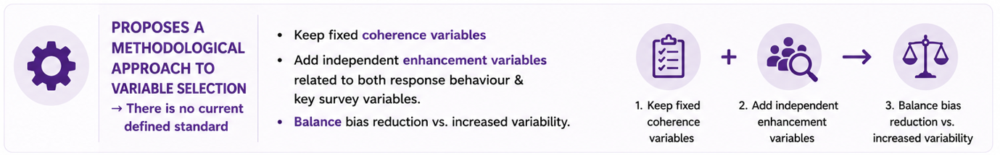 PROPOSES A
METHODOLOGICAL
APPROACH TO
VARIABLE SELECTION
→ There is no current
defined standard
• Keep fixed coherence variables
• Add independent enhancement variables
related to both response behaviour &
key survey variables.
• Balance bias reduction vs. increased variability.
+
→
1. Keep fixed
coherence
variables
2. Add independent
enhancement
variables
3. Balance bias
reduction vs.
increased variability